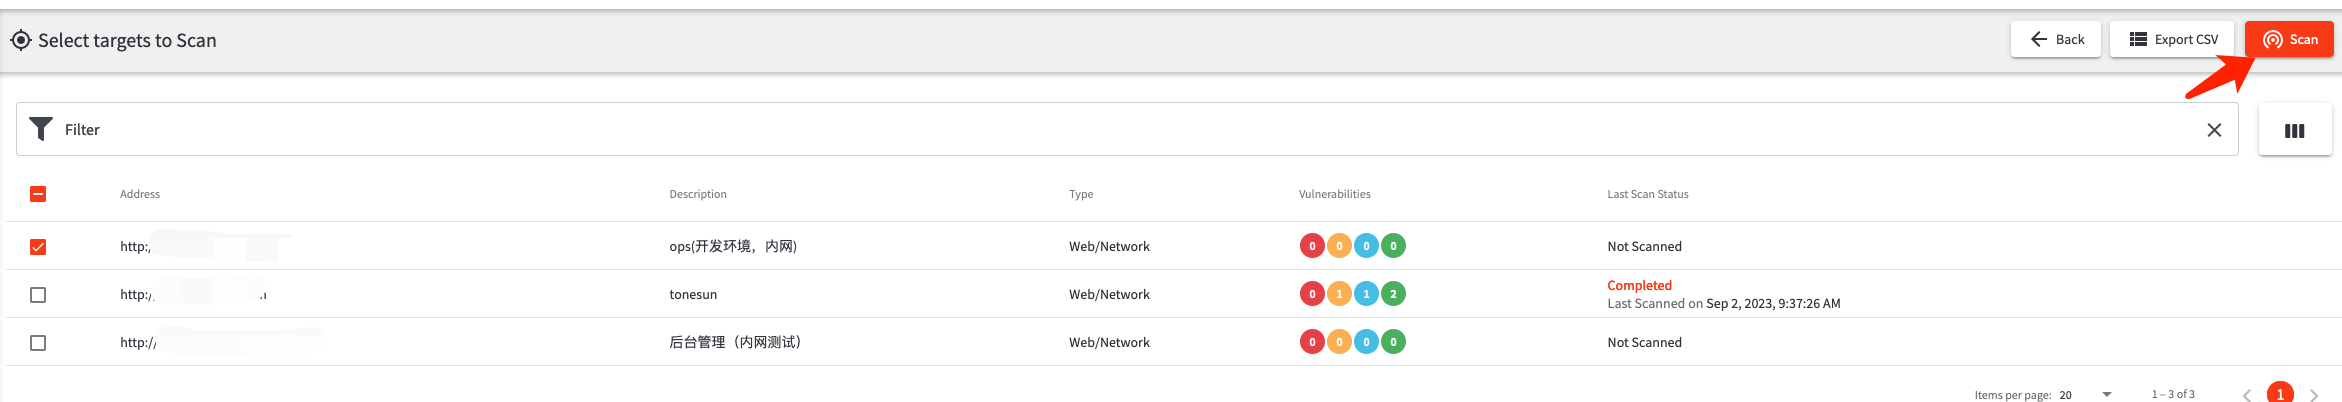 Select targets to Scan
Back
Export CSV
Scan
Filter
Address Description Type Vulnerabilities Last Scan Status
http:/ ops(开发环境，内网) Web/Network 0 0 0 0 Not Scanned
http:/ n tonesun Web/Network 0 1 1 2 Completed
Last Scanned on Sep 2, 2023, 9:37:26 AM
http:// 后台管理（内网测试） Web/Network 0 0 0 0 Not Scanned
Items per page: 20 1 – 3 of 3 1